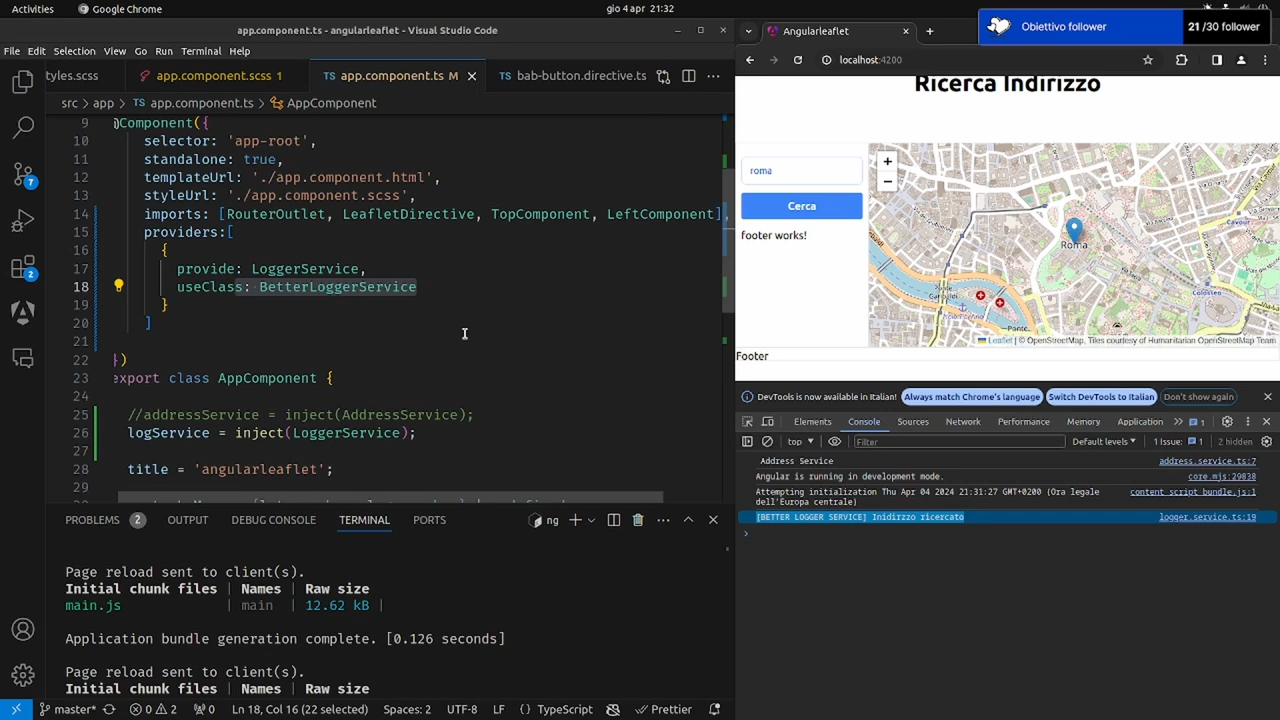 Activities
Google Chrome
gio 4 apr 21:32
app.component.ts - angularleaflet - Visual Studio Code
File Edit Selection View Go Run Terminal Help
tyles.scss
app.component.scss 1
TS app.component.ts M
TS bab-button.directive.ts
src > app > TS app.component.ts > AppComponent
9 @Component({
10 selector: 'app-root',
11 standalone: true,
12 templateUrl: './app.component.html',
13 styleUrl: './app.component.scss',
14 imports: [RouterOutlet, LeafletDirective, TopComponent, LeftComponent],
15 providers:[
16 {
17 provide: LoggerService,
18 useClass: BetterLoggerService
19 }
20 ]
21
22 })
23 export class AppComponent {
24
25 //addressService = inject(AddressService);
26 logService = inject(LoggerService);
27
28 title = 'angularleaflet';
29
PROBLEMS 2 OUTPUT DEBUG CONSOLE TERMINAL PORTS
ng
Page reload sent to client(s).
Initial chunk files | Names | Raw size
main.js | main | 12.62 kB |
Application bundle generation complete. [0.126 seconds]
Page reload sent to client(s).
Initial chunk files | Names | Raw size
7
2
master* 0 2 0 Ln 18, Col 16 (22 selected) Spaces: 2 UTF-8 LF {} TypeScript Prettier
Angularleaflet
Obiettivo follower
21 /30 follower
localhost:4200
Ricerca Indirizzo
roma
Cerca
footer works!
+
−
Roma
Cavour
Colosseo
Ponte
Garibaldi
Ponte
Leaflet | © OpenStreetMap, Tiles courtesy of Humanitarian OpenStreetMap Team
Footer
DevTools is now available in Italian! Always match Chrome's language Switch DevTools to Italian Don't show again
Elements Console Sources Network Performance Memory Application 1
top Filter Default levels 1 Issue: 1 2 hidden
Address Service address.service.ts:7
Angular is running in development mode. core.mjs:29838
Attempting initialization Thu Apr 04 2024 21:31:27 GMT+0200 (Ora legale content_script_bundle.js:1
dell'Europa centrale)
[BETTER LOGGER SERVICE] Inidirzzo ricercato logger.service.ts:19